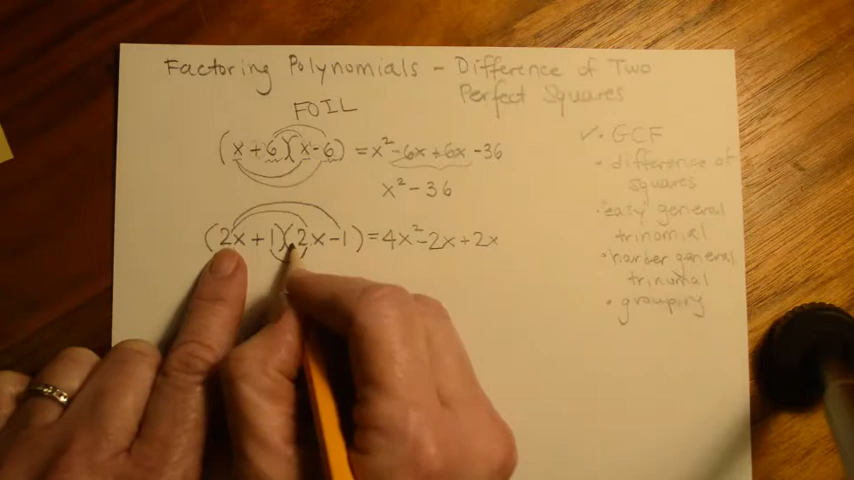 Factoring Polynomials - Difference of Two
Perfect Squares
FOIL
(x+6)(x-6) = x²-6x+6x-36
x²-36
(2x+1)(2x-1) = 4x²-2x+2x
✓ GCF
• difference of
squares
• easy general
trinomial
• harder general
trinomial
• grouping